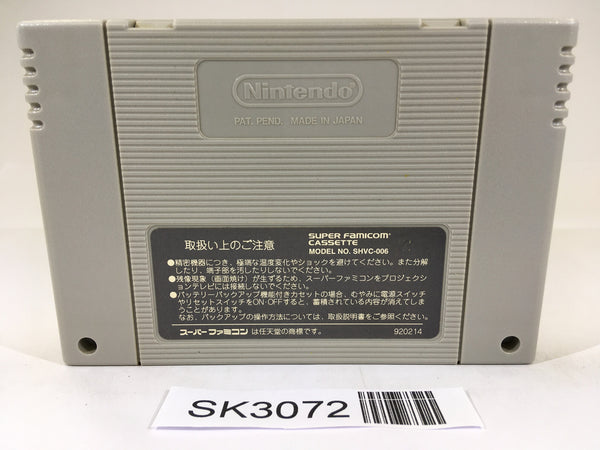 Nintendo
PAT. PEND. MADE IN JAPAN
取扱い上のご注意
SUPER FAMICOM
CASSETTE
MODEL NO. SHVC-006
●精密機器につき、極端な温度変化やショックを避けてください。また分解
したり、端子部を汚したりしないでください。
●残像現象（画面焼け）が生ずるため、スーパーファミコンをプロジェクシ
ョンテレビには接続しないでください。
●バッテリーバックアップ機能付きカセットの場合、むやみに電源スイッチ
やリセットスイッチをON・OFFすると、蓄積されている内容が消えてしま
うことがあります。
なお、バックアップの操作方法については、取扱説明書をご参照ください。
スーパーファミコン は任天堂の商標です。
920214
SK3072